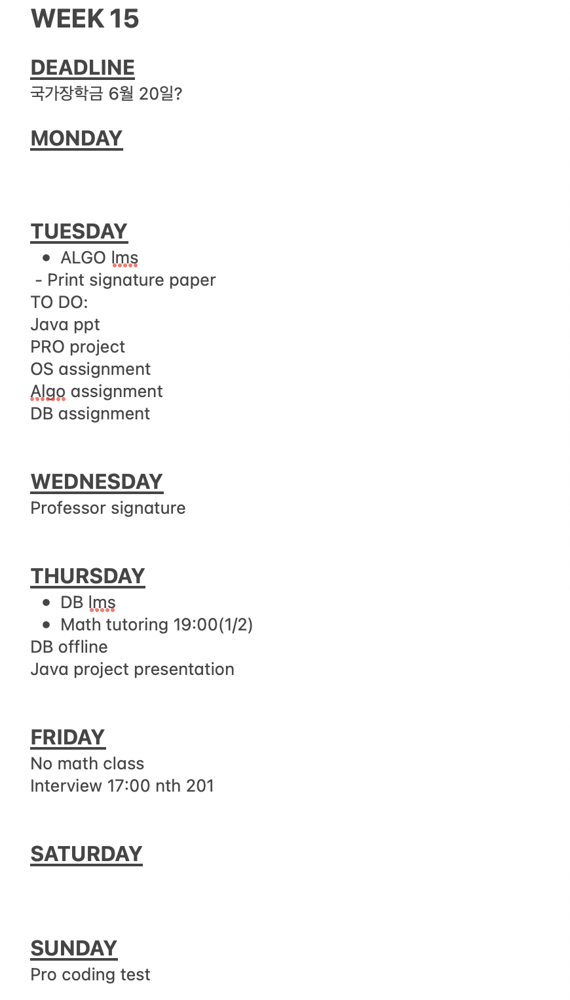 WEEK 15
DEADLINE
국가장학금 6월 20일?
MONDAY
TUESDAY
• ALGO lms
- Print signature paper
TO DO:
Java ppt
PRO project
OS assignment
Algo assignment
DB assignment
WEDNESDAY
Professor signature
THURSDAY
• DB lms
• Math tutoring 19:00(1/2)
DB offline
Java project presentation
FRIDAY
No math class
Interview 17:00 nth 201
SATURDAY
SUNDAY
Pro coding test